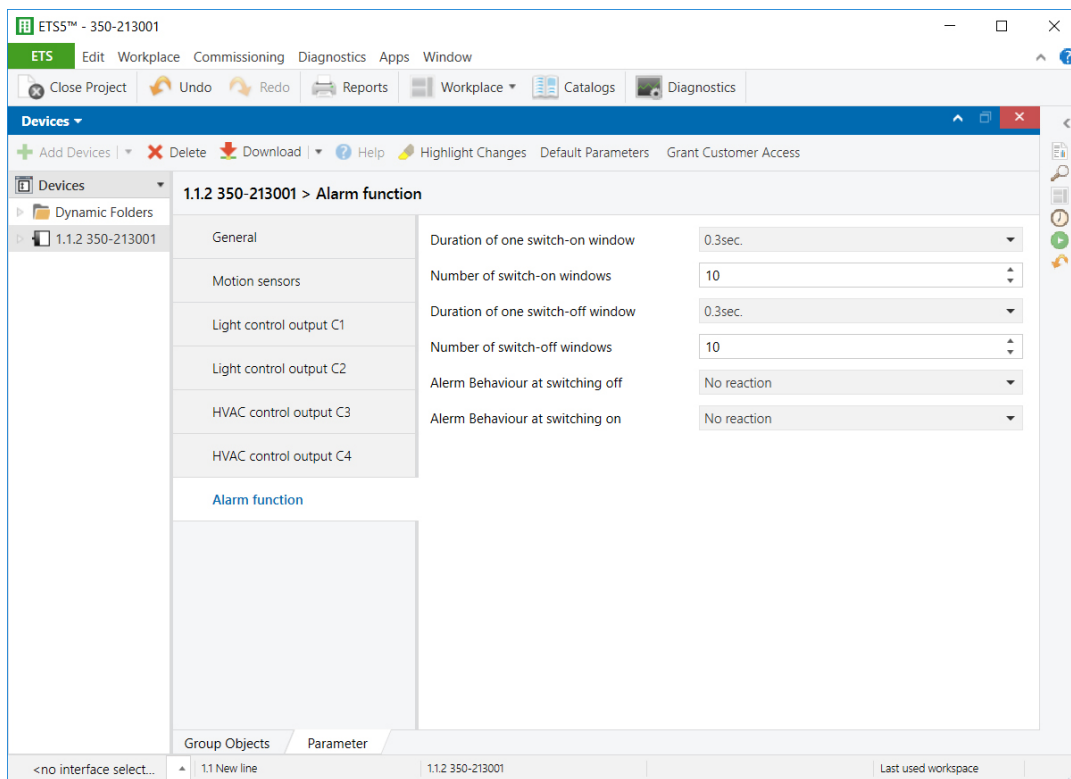 ETS5™ - 350-213001
ETS Edit Workplace Commissioning Diagnostics Apps Window
Close Project Undo Redo Reports Workplace Catalogs Diagnostics
Devices
Add Devices Delete Download Help Highlight Changes Default Parameters Grant Customer Access
Devices
Dynamic Folders
1.1.2 350-213001
1.1.2 350-213001 > Alarm function
General
Motion sensors
Light control output C1
Light control output C2
HVAC control output C3
HVAC control output C4
Alarm function
Duration of one switch-on window 0.3sec.
Number of switch-on windows 10
Duration of one switch-off window 0.3sec.
Number of switch-off windows 10
Alerm Behaviour at switching off No reaction
Alerm Behaviour at switching on No reaction
Group Objects Parameter
<no interface select... 1.1 New line 1.1.2 350-213001 Last used workspace